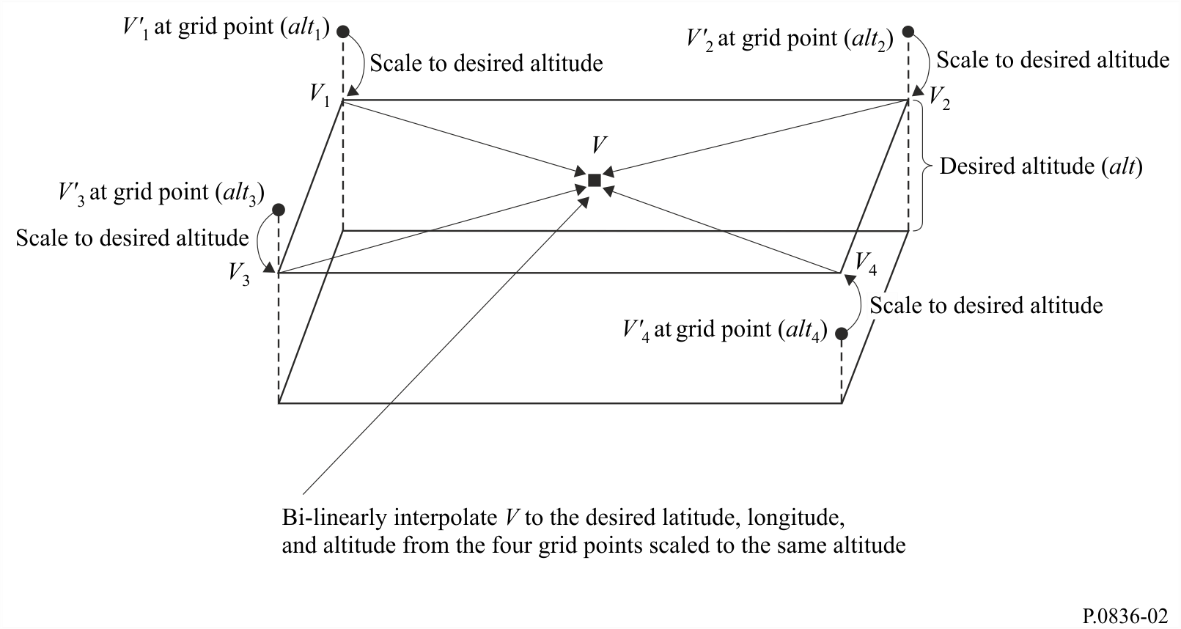 V'₁ at grid point (alt₁)
Scale to desired altitude
V'₂ at grid point (alt₂)
Scale to desired altitude
V₁
V₂
V
Desired altitude (alt)
V'₃ at grid point (alt₃)
Scale to desired altitude
V₃
V₄
Scale to desired altitude
V'₄ at grid point (alt₄)
Bi-linearly interpolate V to the desired latitude, longitude,
and altitude from the four grid points scaled to the same altitude
P.0836-02